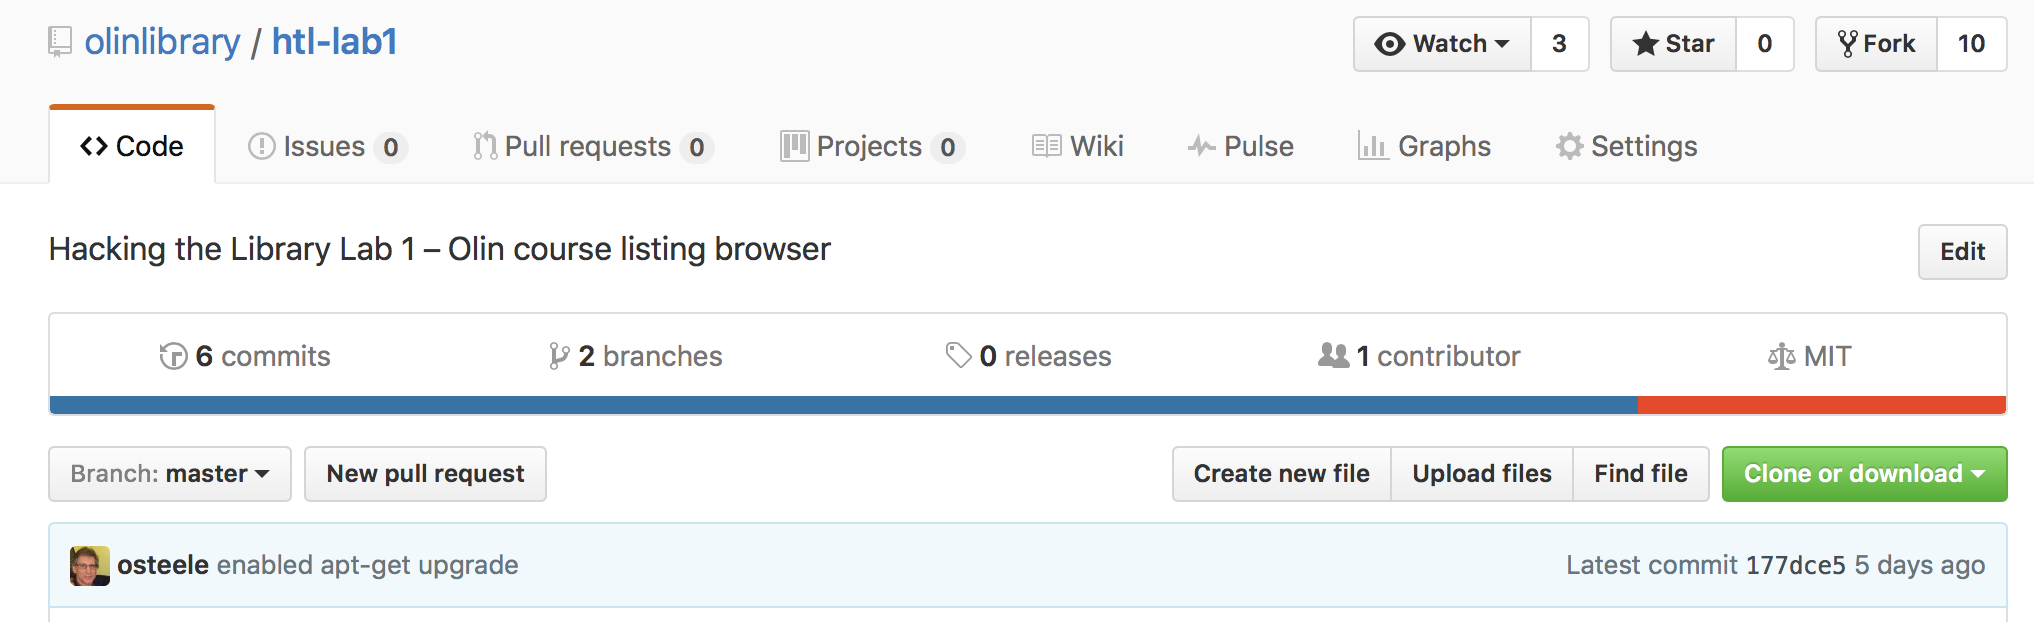 olinlibrary / htl-lab1 Watch 3 Star 0 Fork 10
Code Issues 0 Pull requests 0 Projects 0 Wiki Pulse Graphs Settings
Hacking the Library Lab 1 – Olin course listing browser Edit
6 commits 2 branches 0 releases 1 contributor MIT
Branch: master New pull request Create new file Upload files Find file Clone or download
osteele enabled apt-get upgrade Latest commit 177dce5 5 days ago